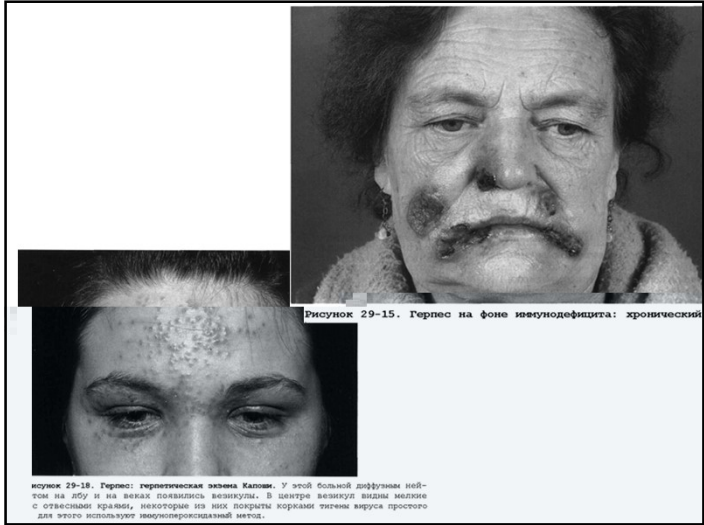 Рисунок 29-15. Герпес на фоне иммунодефицита: хронический
исунок 29-18. Герпес: герпетическая экзема Капоши. У этой больной диффузным ней-
том на лбу и на веках появились везикулы. В центре везикул видны мелкие
с отвесными краями, некоторые из них покрыты корками тигены вируса простого
для этого используют иммунопероксидазный метод.